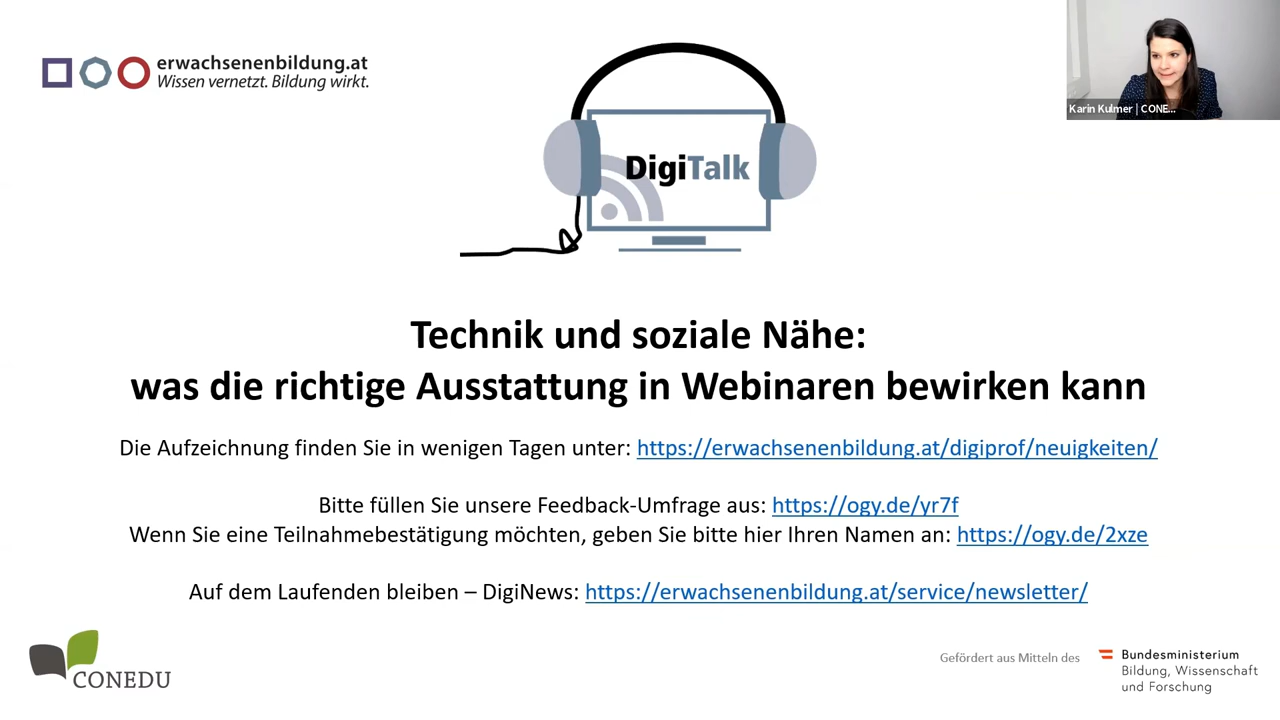 erwachsenenbildung.at
Wissen vernetzt. Bildung wirkt.
Karin Kulmer | CONE...
DigiTalk
Technik und soziale Nähe:
was die richtige Ausstattung in Webinaren bewirken kann
Die Aufzeichnung finden Sie in wenigen Tagen unter: https://erwachsenenbildung.at/digiprof/neuigkeiten/
Bitte füllen Sie unsere Feedback-Umfrage aus: https://ogy.de/yr7f
Wenn Sie eine Teilnahmebestätigung möchten, geben Sie bitte hier Ihren Namen an: https://ogy.de/2xze
Auf dem Laufenden bleiben – DigiNews: https://erwachsenenbildung.at/service/newsletter/
CONEDU
Gefördert aus Mitteln des
Bundesministerium
Bildung, Wissenschaft
und Forschung